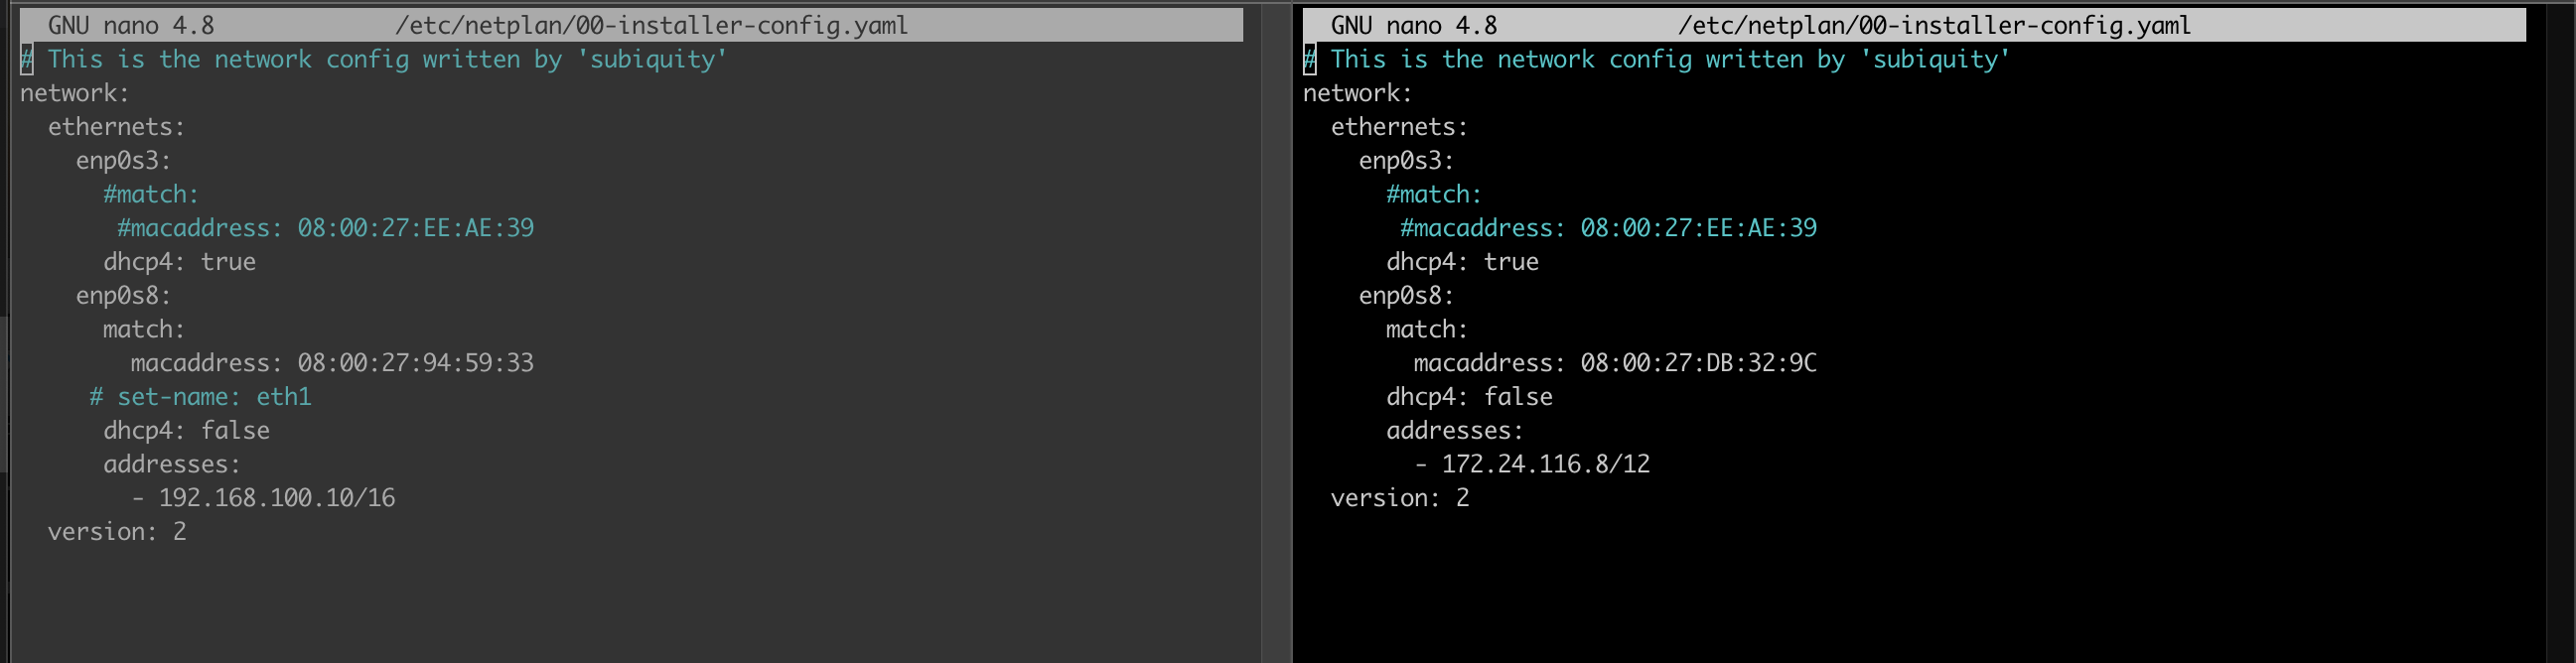 GNU nano 4.8 /etc/netplan/00-installer-config.yaml
# This is the network config written by 'subiquity'
network:
  ethernets:
    enp0s3:
      #match:
       #macaddress: 08:00:27:EE:AE:39
      dhcp4: true
    enp0s8:
      match:
        macaddress: 08:00:27:94:59:33
     # set-name: eth1
      dhcp4: false
      addresses:
        - 192.168.100.10/16
  version: 2
GNU nano 4.8 /etc/netplan/00-installer-config.yaml
# This is the network config written by 'subiquity'
network:
  ethernets:
    enp0s3:
      #match:
       #macaddress: 08:00:27:EE:AE:39
      dhcp4: true
    enp0s8:
      match:
        macaddress: 08:00:27:DB:32:9C
      dhcp4: false
      addresses:
        - 172.24.116.8/12
  version: 2